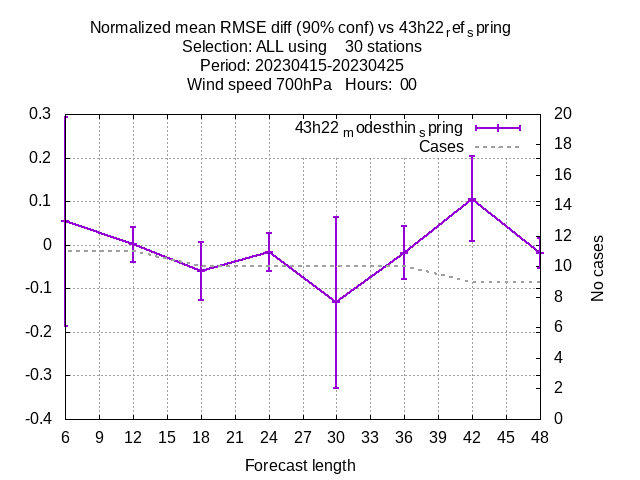 Normalized mean RMSE diff (90% conf) vs 43h22refspring
Selection: ALL using 30 stations
Period: 20230415-20230425
Wind speed 700hPa Hours: 00
43h22modesthinspring
Cases
0.3
0.2
0.1
0
-0.1
-0.2
-0.3
-0.4
20
18
16
14
12
10
8
6
4
2
0
No cases
6 9 12 15 18 21 24 27 30 33 36 39 42 45 48
Forecast length